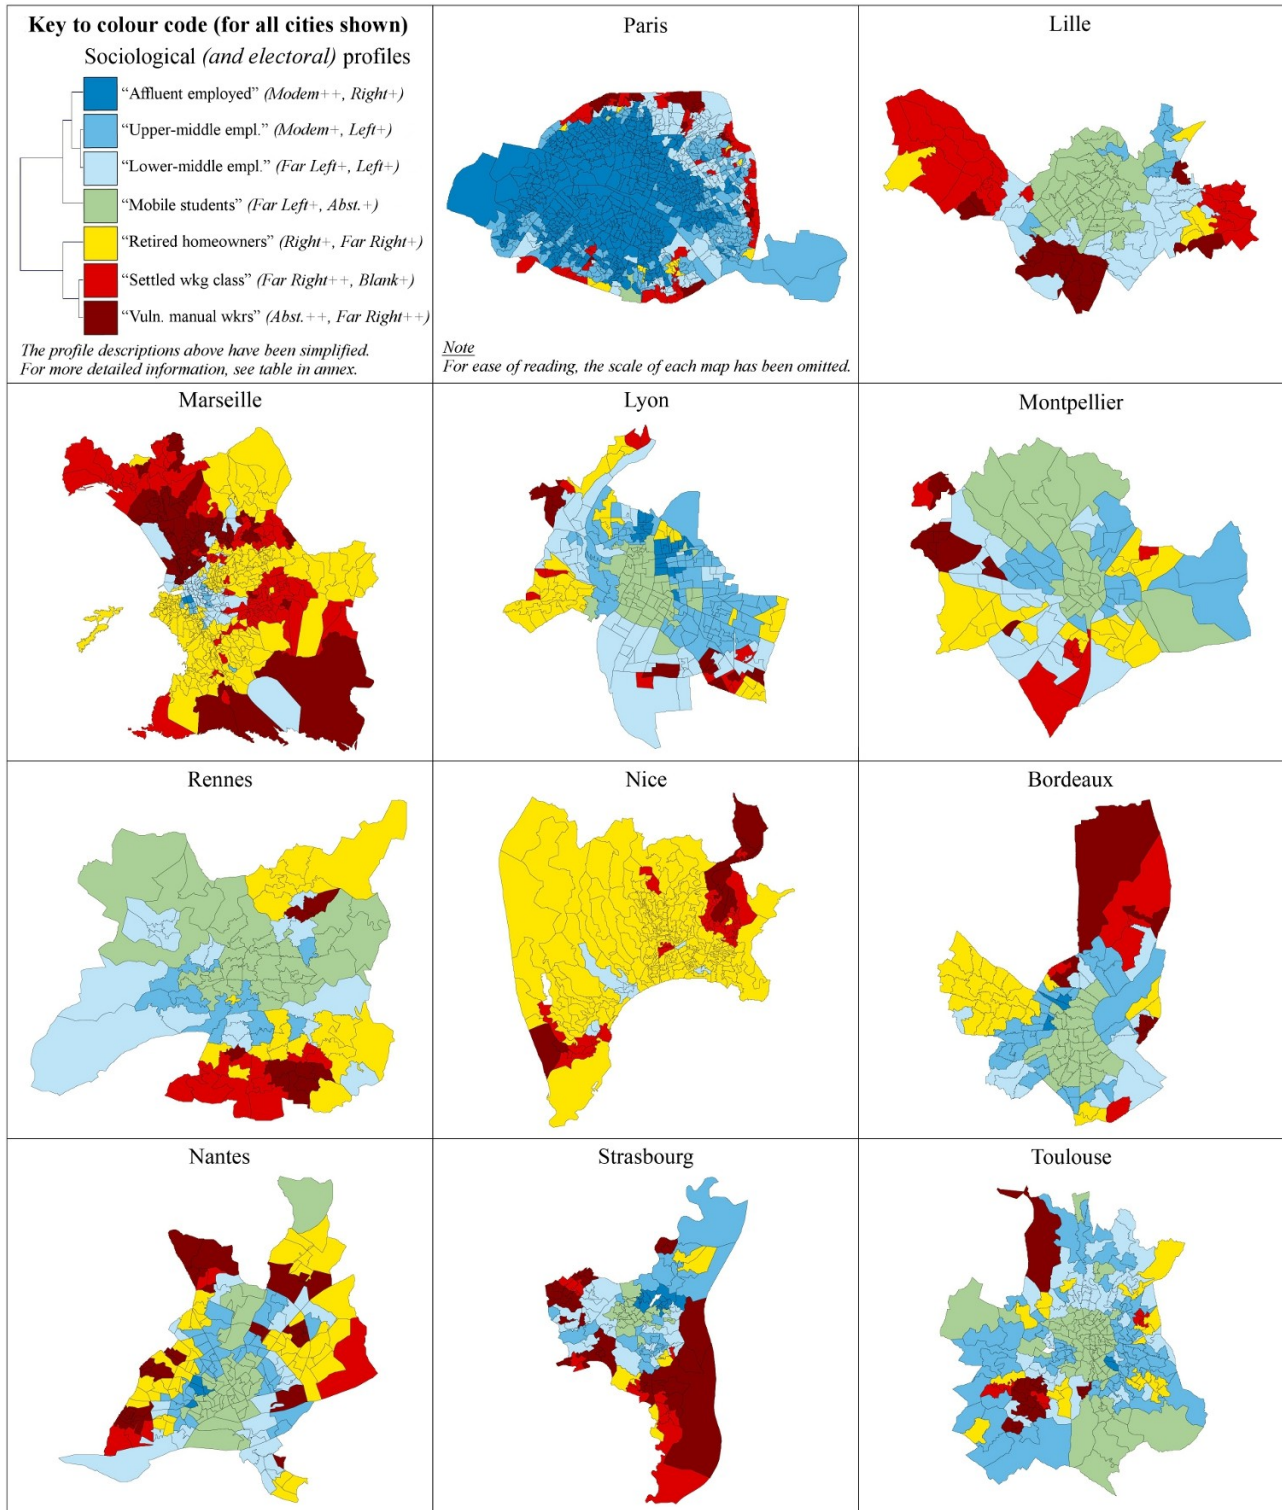 Key to colour code (for all cities shown)
Sociological (and electoral) profiles
“Affluent employed” (Modem++, Right+)
“Upper-middle empl.” (Modem+, Left+)
“Lower-middle empl.” (Far Left+, Left+)
“Mobile students” (Far Left+, Abst.+)
“Retired homeowners” (Right+, Far Right+)
“Settled wkg class” (Far Right++, Blank+)
“Vuln. manual wkrs” (Abst.++, Far Right++)
The profile descriptions above have been simplified.
For more detailed information, see table in annex.
Paris
Note
For ease of reading, the scale of each map has been omitted.
Lille
Marseille
Lyon
Montpellier
Rennes
Nice
Bordeaux
Nantes
Strasbourg
Toulouse